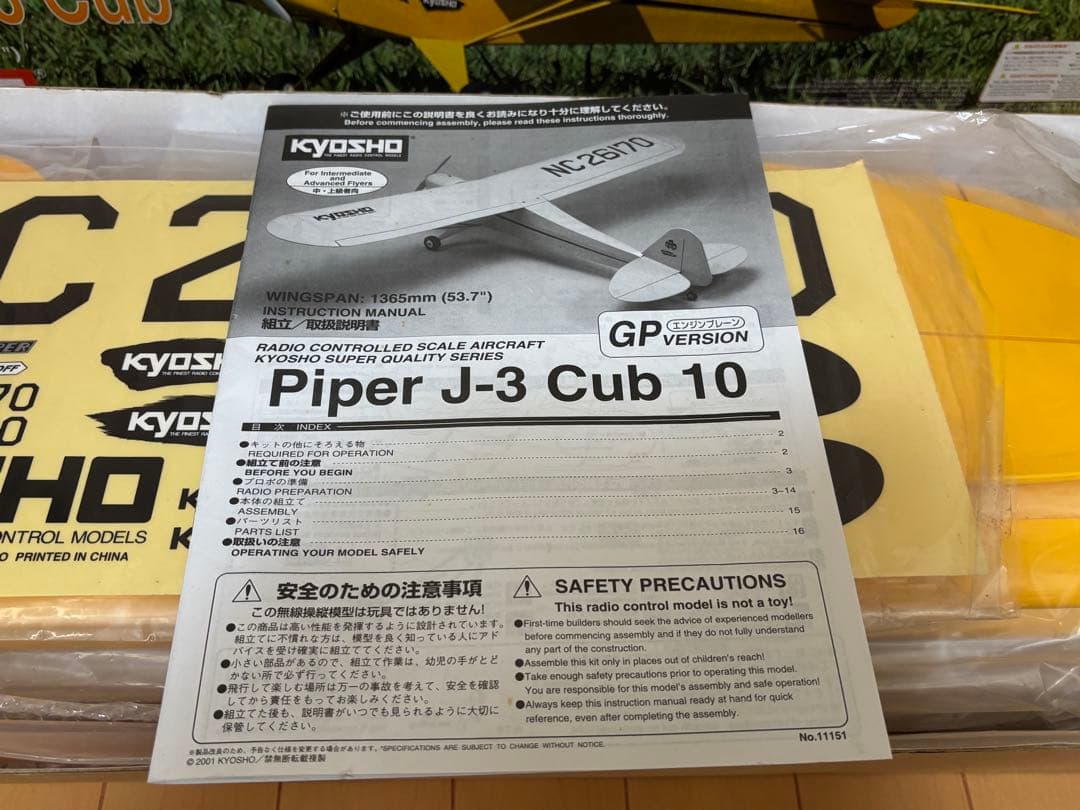 Cub
KYOSHO
※ご使用前にこの説明書を良くお読みになり十分に理解してください。
Before commencing assembly, please read these instructions thoroughly.
KYOSHO
THE FINEST RADIO CONTROL MODELS
For Intermediate
and
Advanced Flyers
中・上級者向
NC26170
KYOSHO
WINGSPAN: 1365mm (53.7")
INSTRUCTION MANUAL
組立/取扱説明書
GP エンジンプレーン
VERSION
RADIO CONTROLLED SCALE AIRCRAFT
KYOSHO SUPER QUALITY SERIES
Piper J-3 Cub 10
目 次 INDEX
●キットの他にそろえる物 2
REQUIRED FOR OPERATION
●組立て前の注意 2
BEFORE YOU BEGIN
●プロポの準備 3
RADIO PREPARATION
●本体の組立て 3-14
ASSEMBLY
●パーツリスト 15
PARTS LIST
●取扱いの注意 16
OPERATING YOUR MODEL SAFELY
安全のための注意事項
この無線操縦模型は玩具ではありません!
●この商品は高い性能を発揮するように設計されています。
組立てに不慣れな方は、模型を良く知っている人にアド
バイスを受け確実に組立ててください。
●小さい部品があるので、組立て作業は、幼児の手がとど
かない所で必ず行ってください。
●飛行して楽しむ場所は万一の事故を考えて、安全を確認
してから責任をもってお楽しみください。
●組立てた後も、説明書がいつでも見られるように大切に
保管してください。
SAFETY PRECAUTIONS
This radio control model is not a toy!
●First-time builders should seek the advice of experienced modellers
before commencing assembly and if they do not fully understand
any part of the construction.
●Assemble this kit only in places out of children's reach!
●Take enough safety precautions prior to operating this model.
You are responsible for this model's assembly and safe operation!
●Always keep this instruction manual ready at hand for quick
reference, even after completing the assembly.
No.11151
※製品改良のため、予告なく仕様を変更する場合があります。*SPECIFICATIONS ARE SUBJECT TO CHANGE WITHOUT NOTICE.
© 2001 KYOSHO/禁無断転載複製
C2
PER
OFF
KYOSH
THE FINEST RADIO CO
70
KYOS
THE FINEST RADIO
0
HO
NTROL MODELS
O PRINTED IN CHINA
K